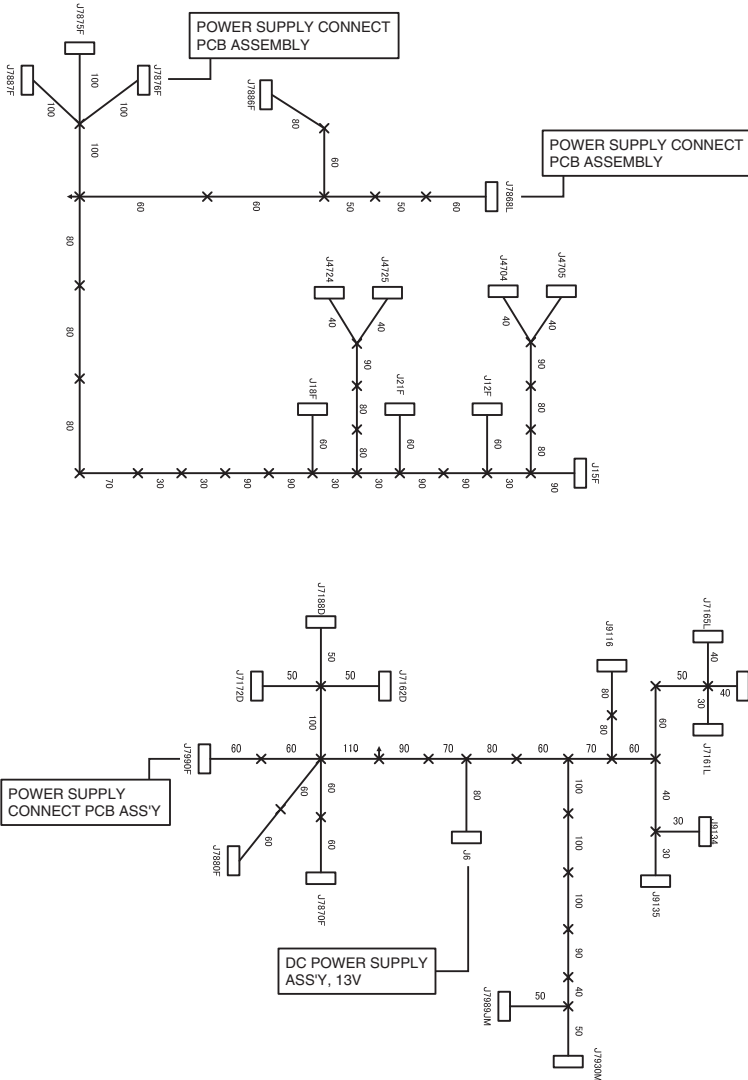 J7875F
POWER SUPPLY CONNECT
PCB ASSEMBLY
J7887F
100
J7876F
100
100
J7886F
80
100
60
POWER SUPPLY CONNECT
PCB ASSEMBLY
J7868L
60
60
50
50
60
80
J4724
J4725
J4704
J4705
40
40
40
40
80
90
90
J18F
J21F
J12F
80
80
60
60
60
80
80
80
J15F
70
30
30
90
90
30
30
90
90
30
90
J7188D
J7165L
J9116
50
40
J7172D
50
50
J7162D
50
40
80
30
J7161L
100
80
60
J7990F
60
60
110
90
70
80
60
70
60
POWER SUPPLY
CONNECT PCB ASS'Y
60
60
80
100
40
60
60
J6
30
J9134
J7880F
100
30
J7870F
J9135
100
DC POWER SUPPLY
ASS'Y, 13V
90
40
J7989JM
50
50
J7930M